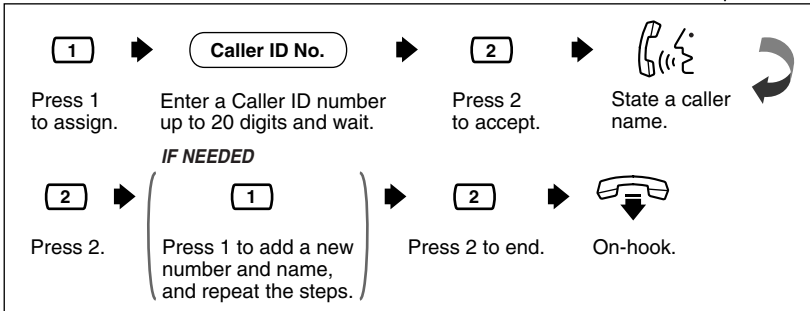 1
Caller ID No.
2
Press 1
to assign.
Enter a Caller ID number
up to 20 digits and wait.
Press 2
to accept.
State a caller
name.
IF NEEDED
2
1
2
Press 2.
Press 1 to add a new
number and name,
and repeat the steps.
Press 2 to end.
On-hook.